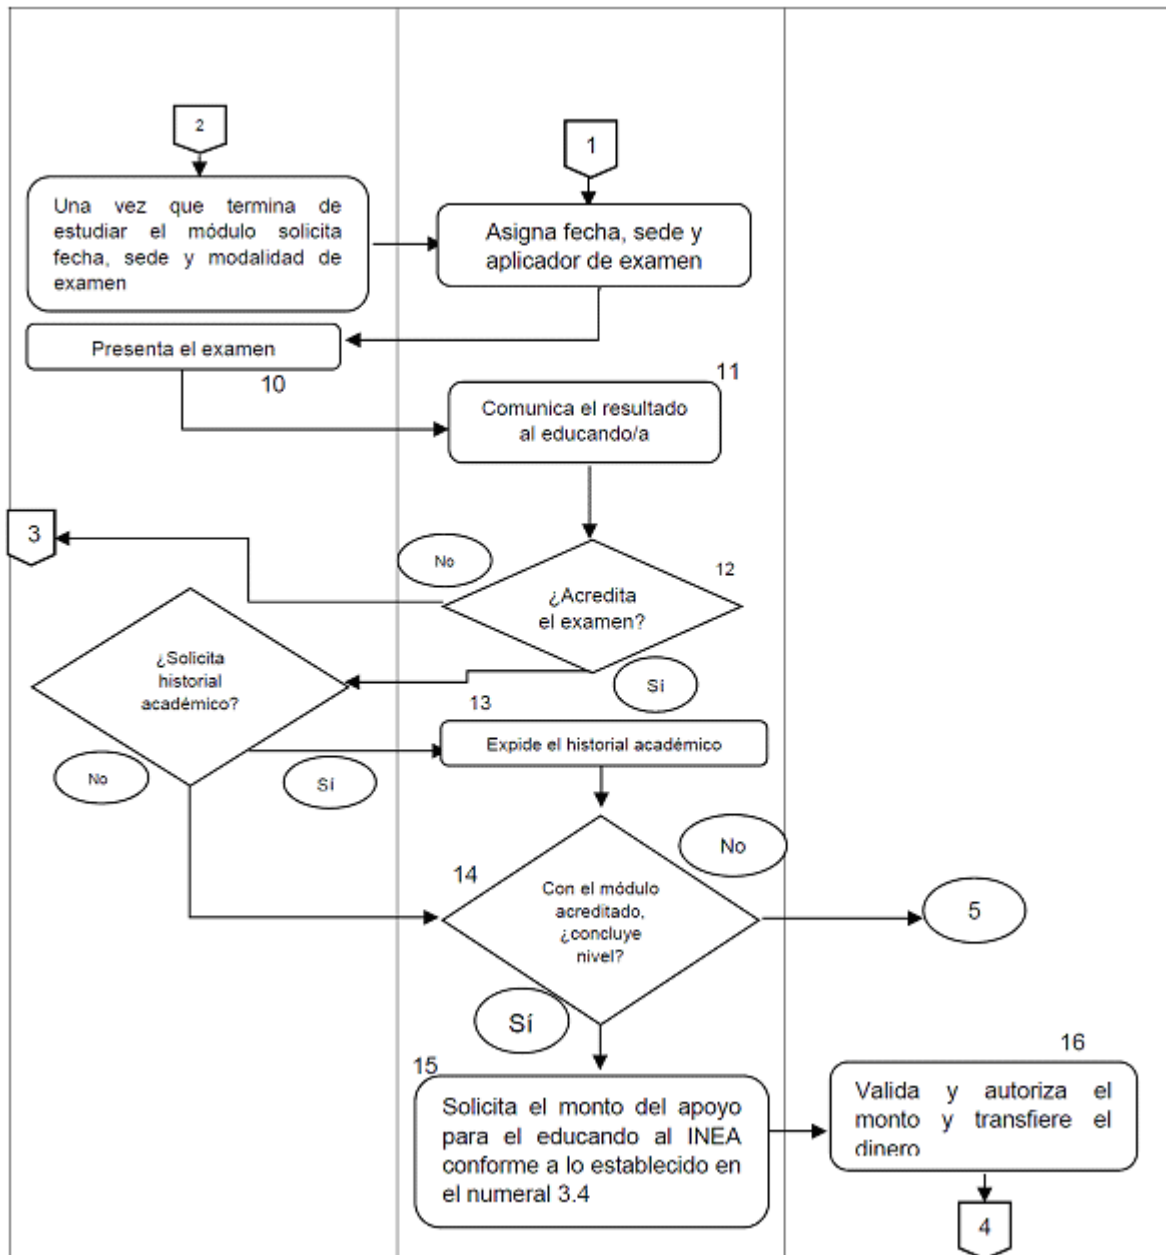 2
1
Una vez que termina de
estudiar el módulo solicita
fecha, sede y modalidad de
examen
Asigna fecha, sede y
aplicador de examen
Presenta el examen
10
11
Comunica el resultado
al educando/a
3
No
12
¿Acredita
el examen?
¿Solicita
historial
académico?
Sí
13
Expide el historial académico
No
Sí
No
14
Con el módulo
acreditado,
¿concluye
nivel?
5
Sí
15
Solicita el monto del apoyo
para el educando al INEA
conforme a lo establecido en
el numeral 3.4
16
Valida y autoriza el
monto y transfiere el
dinero
4